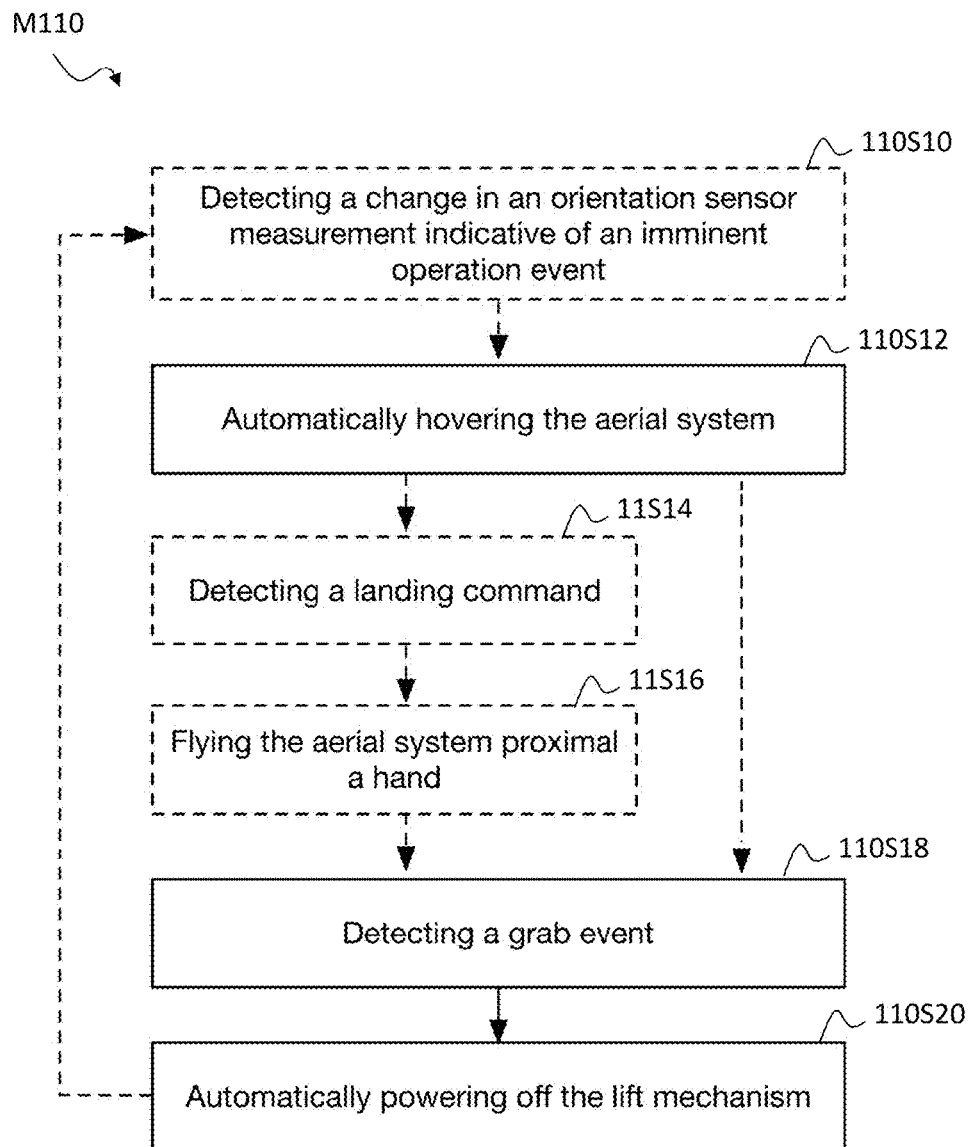 M110
110S10
Detecting a change in an orientation sensor
measurement indicative of an imminent
operation event
110S12
Automatically hovering the aerial system
11S14
Detecting a landing command
11S16
Flying the aerial system proximal
a hand
110S18
Detecting a grab event
110S20
Automatically powering off the lift mechanism